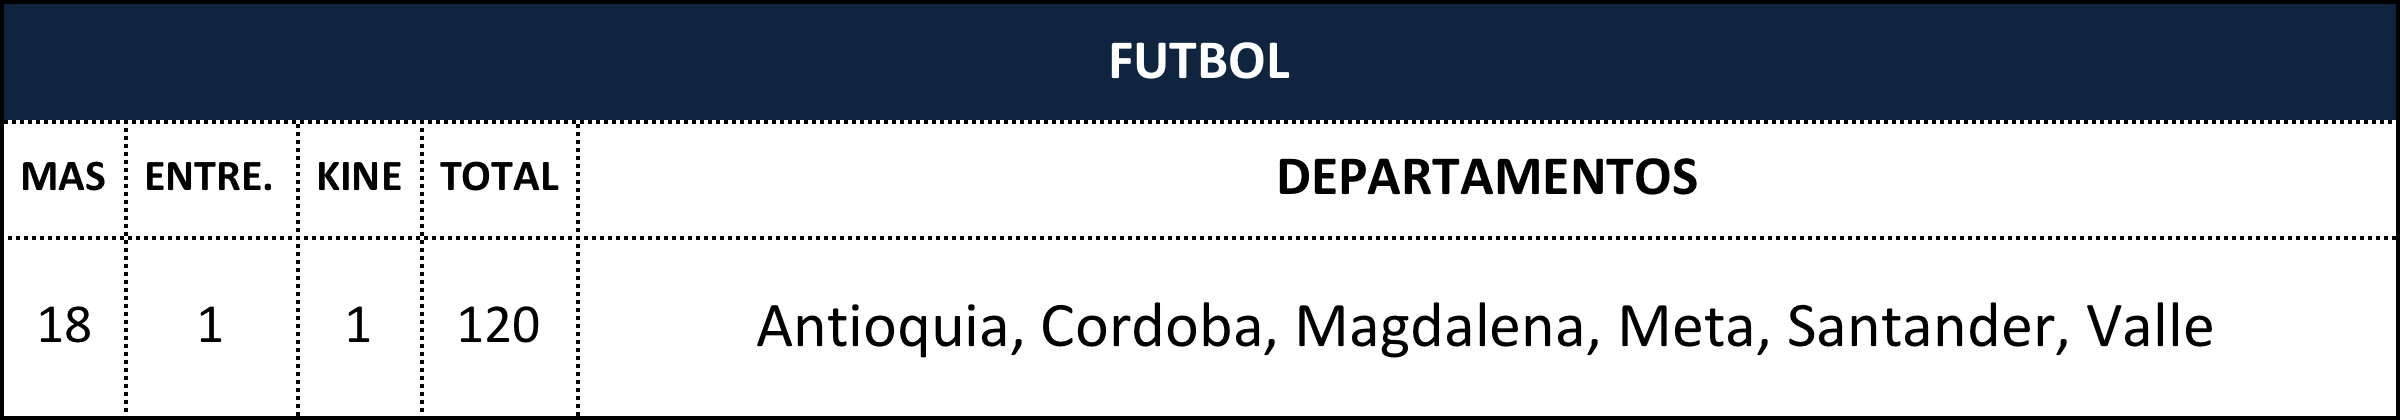 FUTBOL
MAS ENTRE. KINE TOTAL DEPARTAMENTOS
18 1 1 120 Antioquia, Cordoba, Magdalena, Meta, Santander, Valle